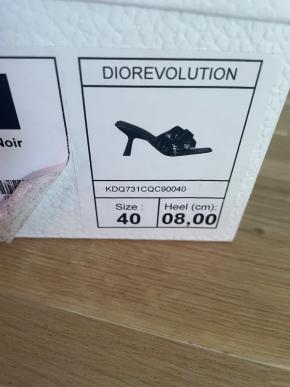 DIOREVOLUTION
Noir
KDQ731CQC90040
Size : Heel (cm):
40 08,00